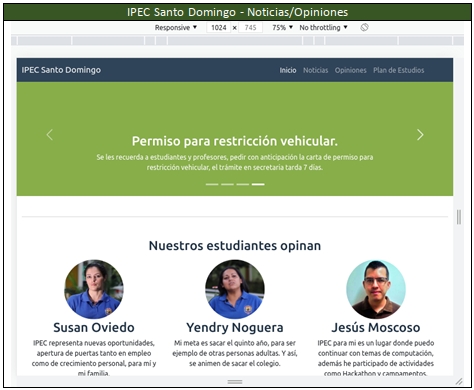 IPEC Santo Domingo - Noticias/Opiniones
Responsive ▼ 1024 × 745 75% ▼ No throttling ▼
IPEC Santo Domingo Inicio Noticias Opiniones Plan de Estudios
Permiso para restricción vehicular.
Se les recuerda a estudiantes y profesores, pedir con anticipación la carta de permiso para
restricción vehicular, el trámite en secretaria tarda 7 días.
Nuestros estudiantes opinan
Susan Oviedo
IPEC representa nuevas oportunidades,
apertura de puertas tanto en empleo
como de crecimiento personal, para mi y
mi familia.
Yendry Noguera
Mi meta es sacar el quinto año, para ser
ejemplo de otras personas adultas. Y así,
se animen de sacar el colegio.
Jesús Moscoso
IPEC para mi es un lugar donde puedo
continuar con temas de computación,
además he participado de actividades
como Hackathon y campamentos.